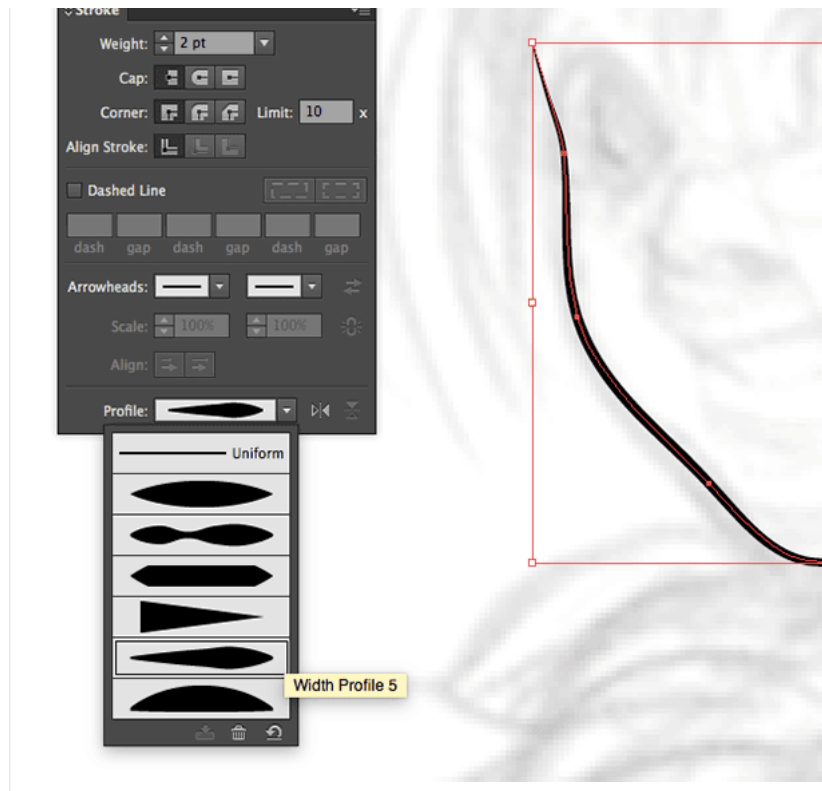 Stroke
Weight: 2 pt
Cap:
Corner: Limit: 10 x
Align Stroke:
Dashed Line
dash gap dash gap dash gap
Arrowheads:
Scale: 100% 100%
Align:
Profile:
Uniform
Width Profile 5